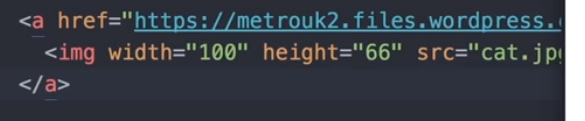 <a href="https://metrouk2.files.wordpress.
<img width="100" height="66" src="cat.jp
</a>